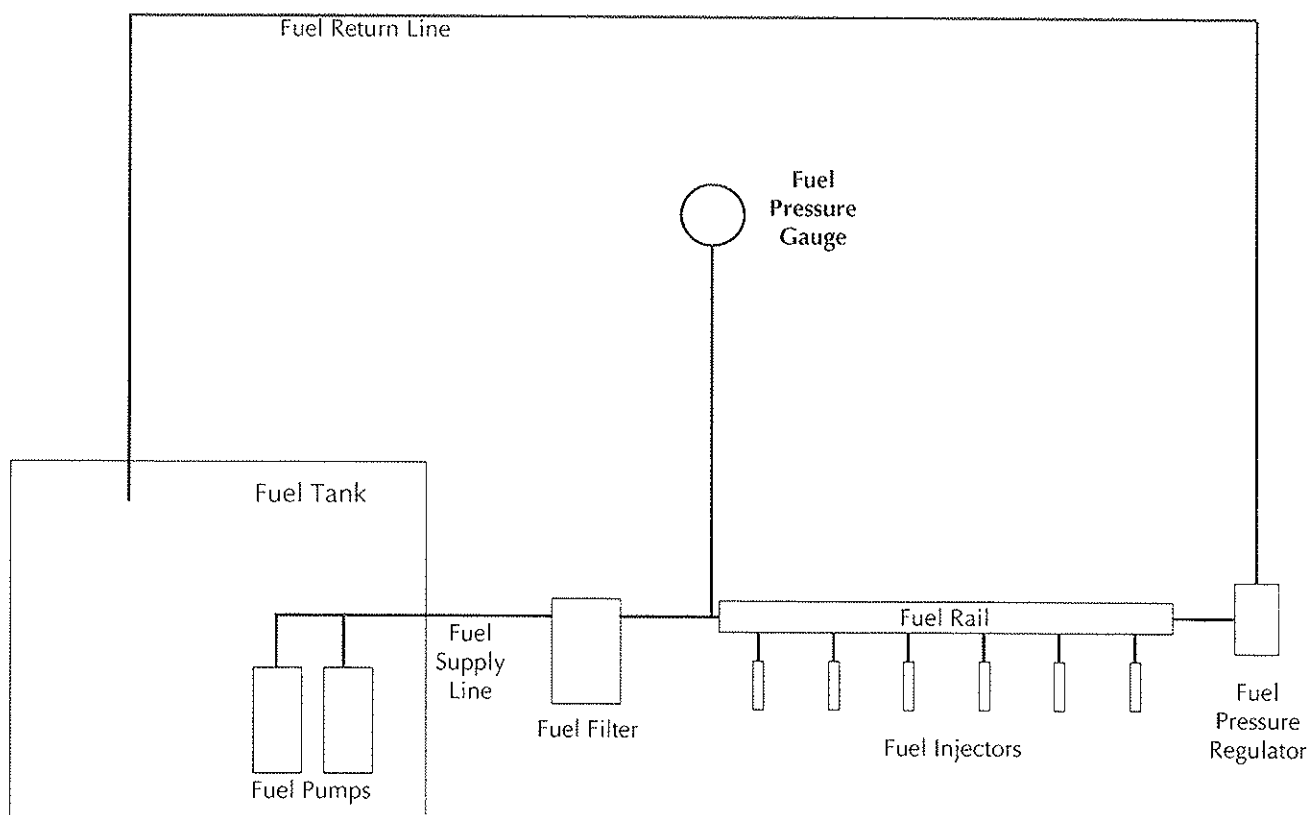 Fuel Return Line
Fuel
Pressure
Gauge
Fuel Tank
Fuel
Supply
Line
Fuel Filter
Fuel Rail
Fuel Injectors
Fuel
Pressure
Regulator
Fuel Pumps